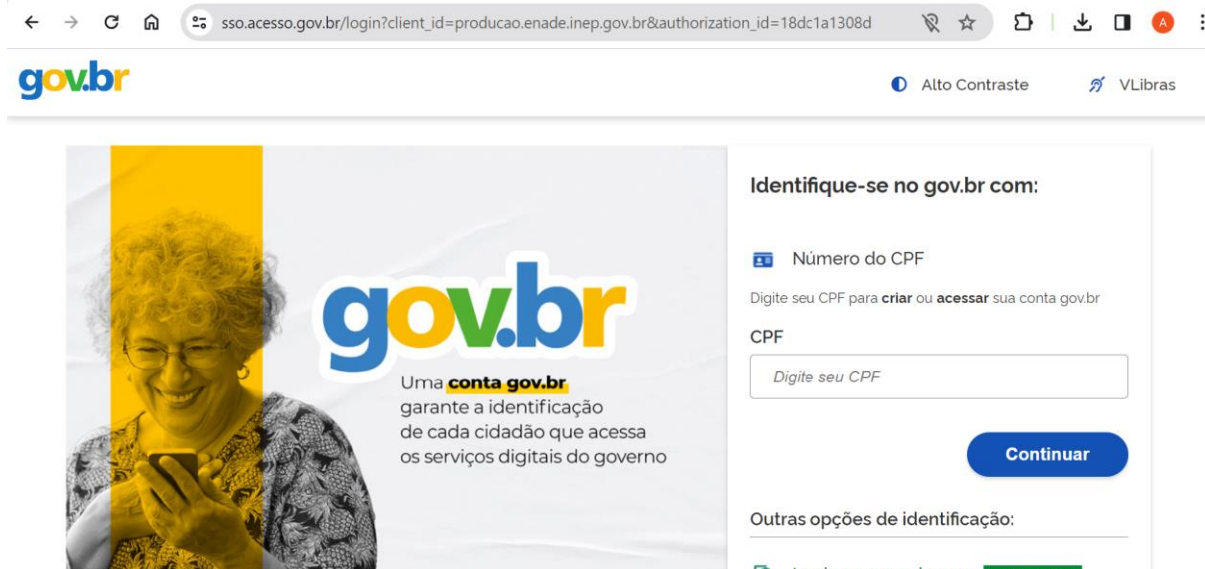 sso.acesso.gov.br/login?client_id=producao.enade.inep.gov.br&authorization_id=18dc1a1308d
A
gov.br
Alto Contraste
VLibras
gov.br
Uma conta gov.br
garante a identificação
de cada cidadão que acessa
os serviços digitais do governo
Identifique-se no gov.br com:
Número do CPF
Digite seu CPF para criar ou acessar sua conta gov.br
CPF
Digite seu CPF
Continuar
Outras opções de identificação: